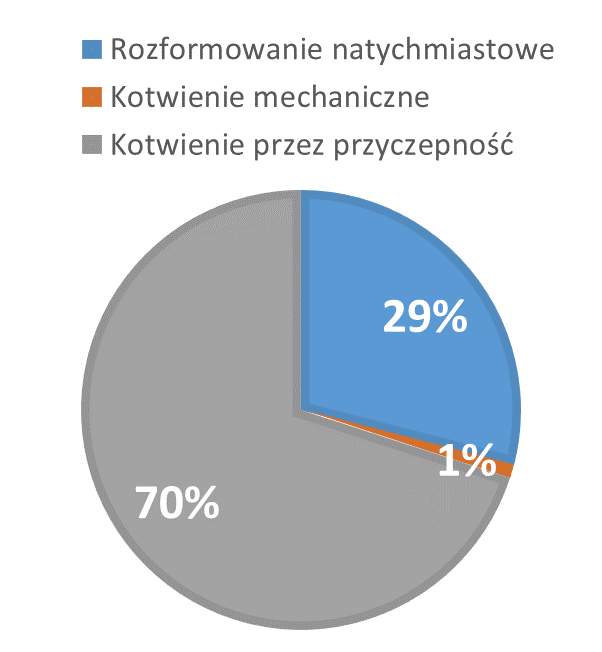 Rozformowanie natychmiastowe
Kotwienie mechaniczne
Kotwienie przez przyczepność
29%
1%
70%